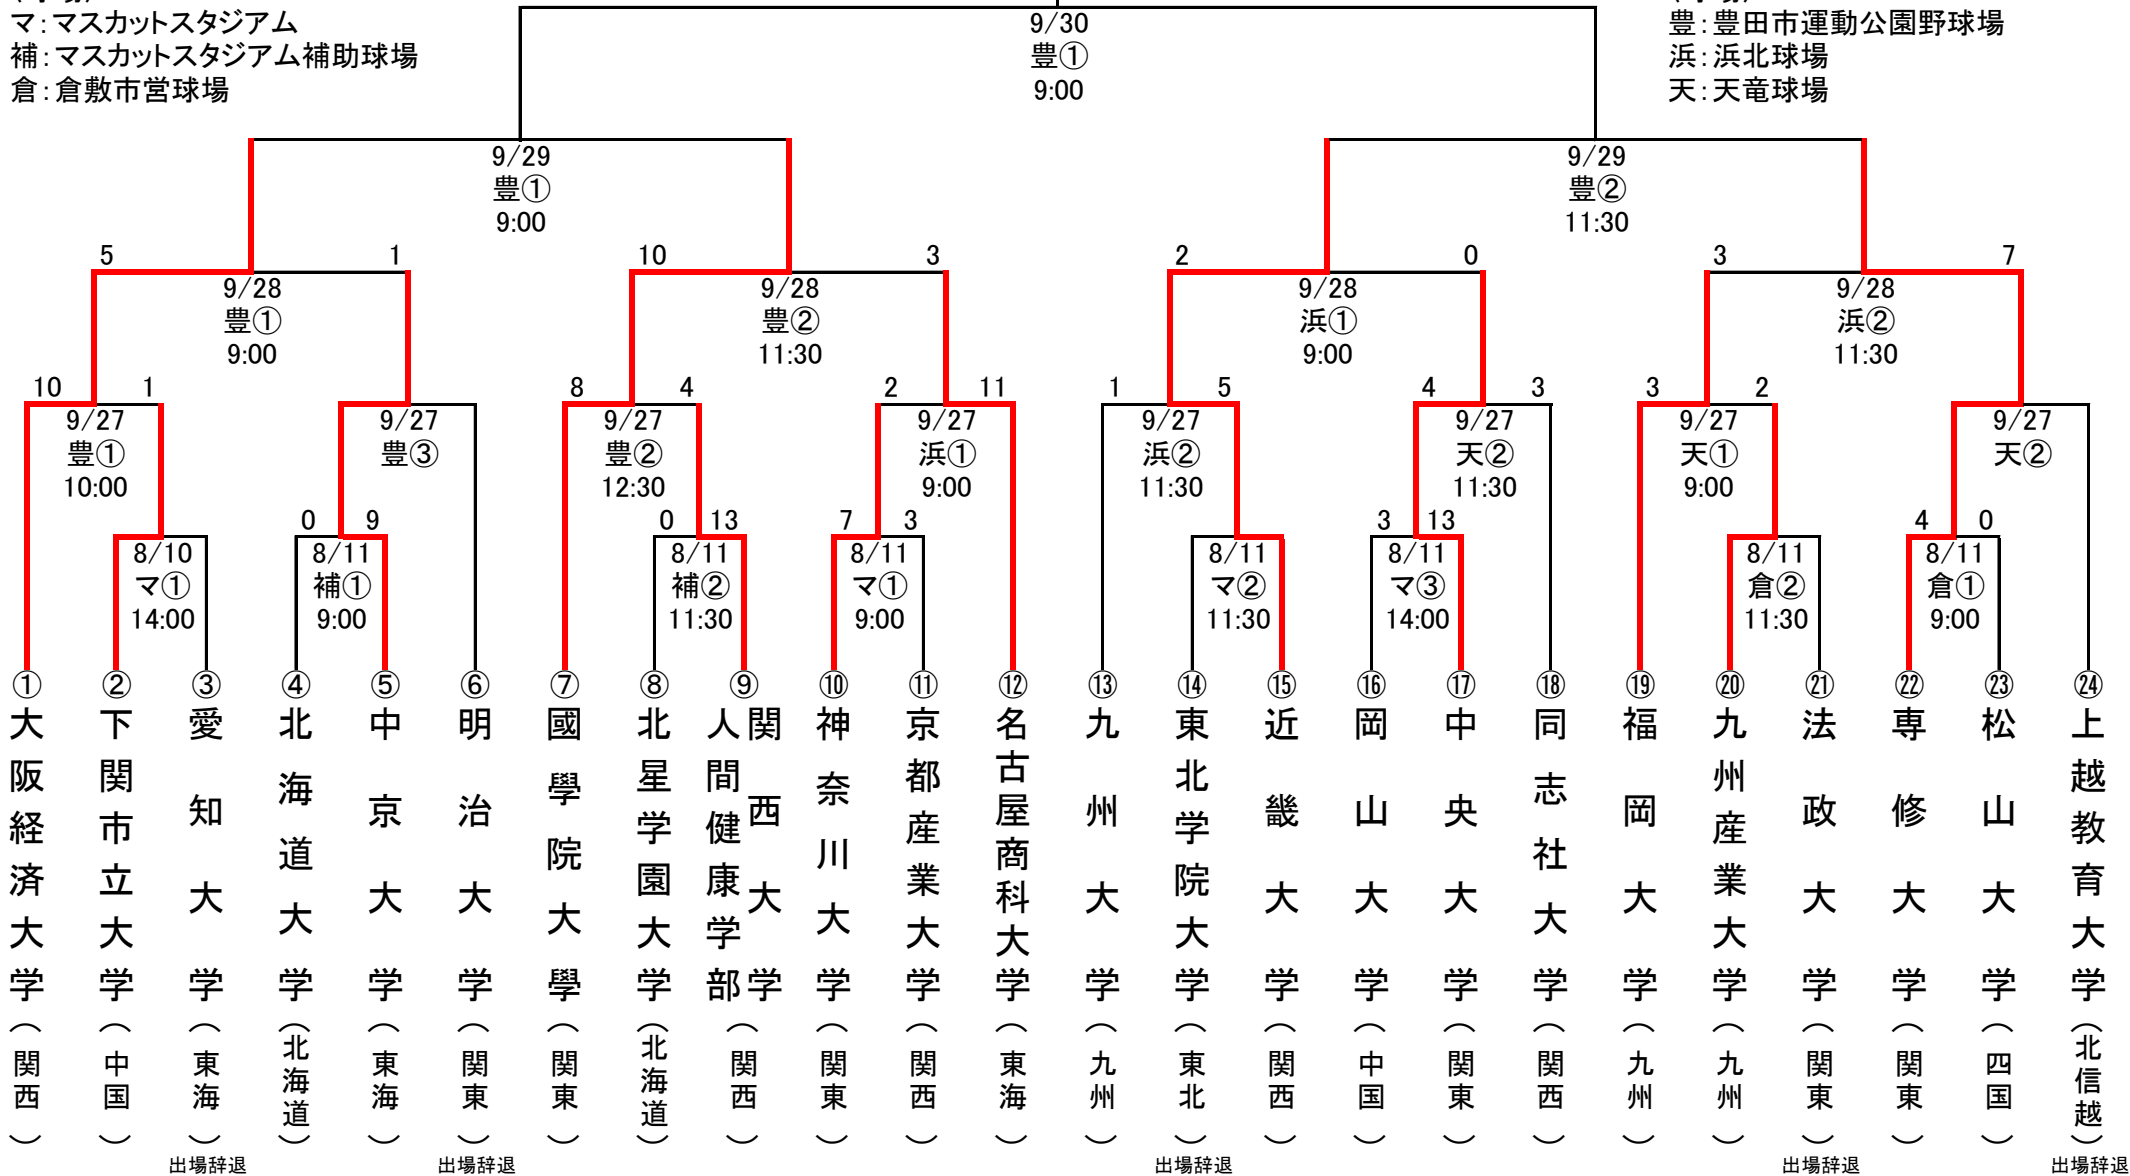 マ：マスカットスタジアム
補：マスカットスタジアム補助球場
倉：倉敷市営球場
豊：豊田市運動公園野球場
浜：浜北球場
天：天竜球場
9/30
豊①
9:00
9/29
豊①
9:00
9/29
豊②
11:30
5 1
9/28
豊①
9:00
10 3
9/28
豊②
11:30
2 0
9/28
浜①
9:00
3 7
9/28
浜②
11:30
10 1
9/27
豊①
10:00
9/27
豊③
8 4
9/27
豊②
12:30
2 11
9/27
浜①
9:00
1 5
9/27
浜②
11:30
4 3
9/27
天②
11:30
3 2
9/27
天①
9:00
9/27
天②
8/10
マ①
14:00
0 9
8/11
補①
9:00
0 13
8/11
補②
11:30
7 3
8/11
マ①
9:00
8/11
マ②
11:30
3 13
8/11
マ③
14:00
8/11
倉②
11:30
4 0
8/11
倉①
9:00
①大阪経済大学（関西）
②下関市立大学（中国）
③愛知大学（東海）
出場辞退
④北海道大学（北海道）
⑤中京大学（東海）
⑥明治大学（関東）
出場辞退
⑦國學院大學（関東）
⑧北星学園大学（北海道）
⑨関西大学
人間健康学部
（関西）
⑩神奈川大学（関東）
⑪京都産業大学（関西）
⑫名古屋商科大学（東海）
⑬九州大学（九州）
⑭東北学院大学（東北）
出場辞退
⑮近畿大学（関西）
⑯岡山大学（中国）
⑰中央大学（関東）
⑱同志社大学（関西）
⑲福岡大学（九州）
⑳九州産業大学（九州）
㉑法政大学（関東）
出場辞退
㉒専修大学（関東）
㉓松山大学（四国）
㉔上越教育大学（北信越）
出場辞退